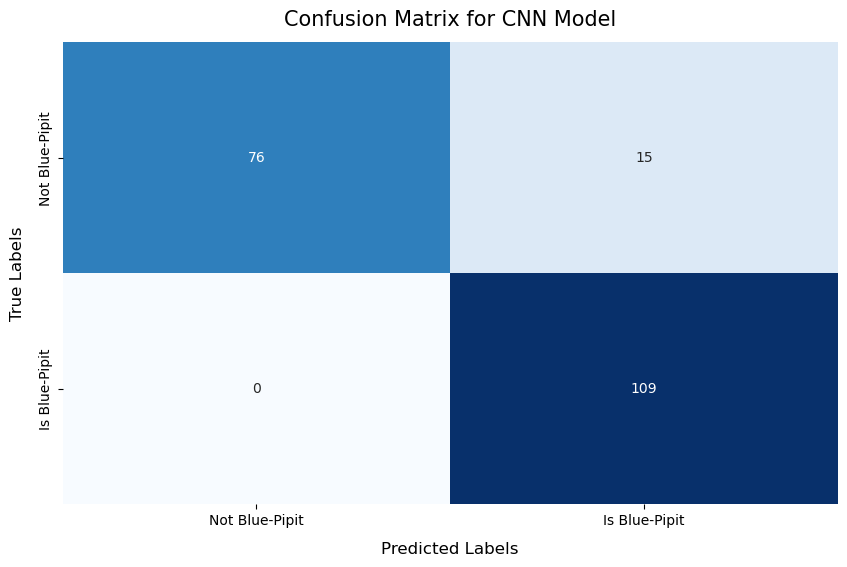 Confusion Matrix for CNN Model
True Labels
Not Blue-Pipit
76
15
Is Blue-Pipit
0
109
Not Blue-Pipit
Is Blue-Pipit
Predicted Labels